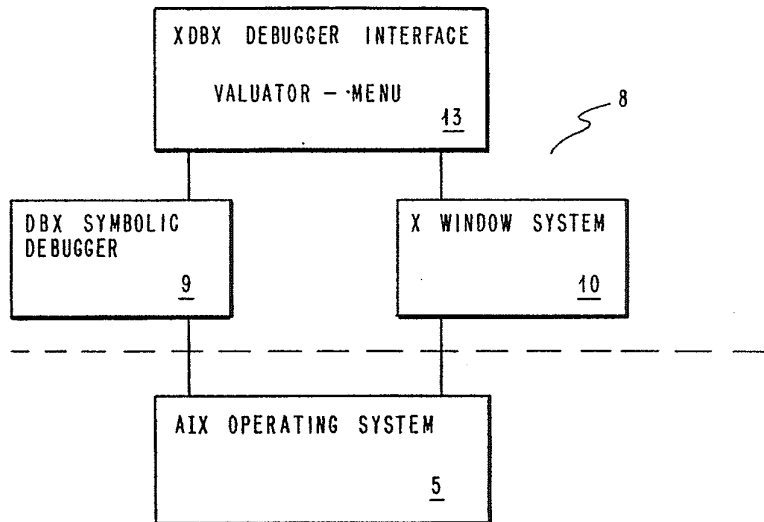 XDBX DEBUGGER INTERFACE
VALUATOR - MENU
13
8
DBX SYMBOLIC
DEBUGGER
9
X WINDOW SYSTEM
10
AIX OPERATING SYSTEM
5